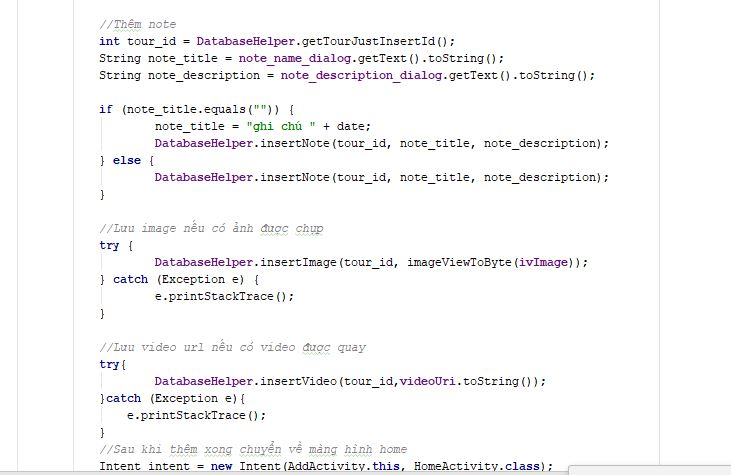 //Thêm note
int tour_id = DatabaseHelper.getTourJustInsertId();
String note_title = note_name_dialog.getText().toString();
String note_description = note_description_dialog.getText().toString();
if (note_title.equals("")) {
note_title = "ghi chú " + date;
DatabaseHelper.insertNote(tour_id, note_title, note_description);
} else {
DatabaseHelper.insertNote(tour_id, note_title, note_description);
}
//Lưu image nếu có ảnh được chụp
try {
DatabaseHelper.insertImage(tour_id, imageViewToByte(ivImage));
} catch (Exception e) {
e.printStackTrace();
}
//Lưu video url nếu có video được quay
try{
DatabaseHelper.insertVideo(tour_id,videoUri.toString());
}catch (Exception e){
e.printStackTrace();
}
//Sau khi thêm xong chuyển về màng hình home
Intent intent = new Intent(AddActivity.this, HomeActivity.class);